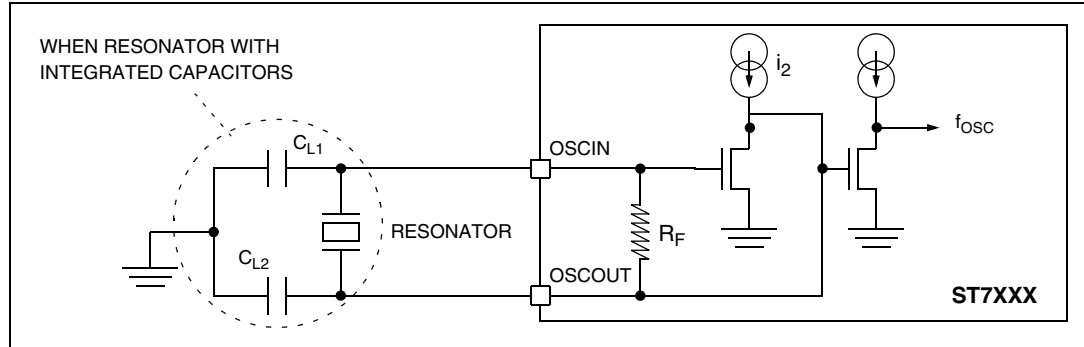 WHEN RESONATOR WITH
INTEGRATED CAPACITORS
i2
fOSC
CL1
OSCIN
RESONATOR
RF
CL2
OSCOUT
ST7XXX